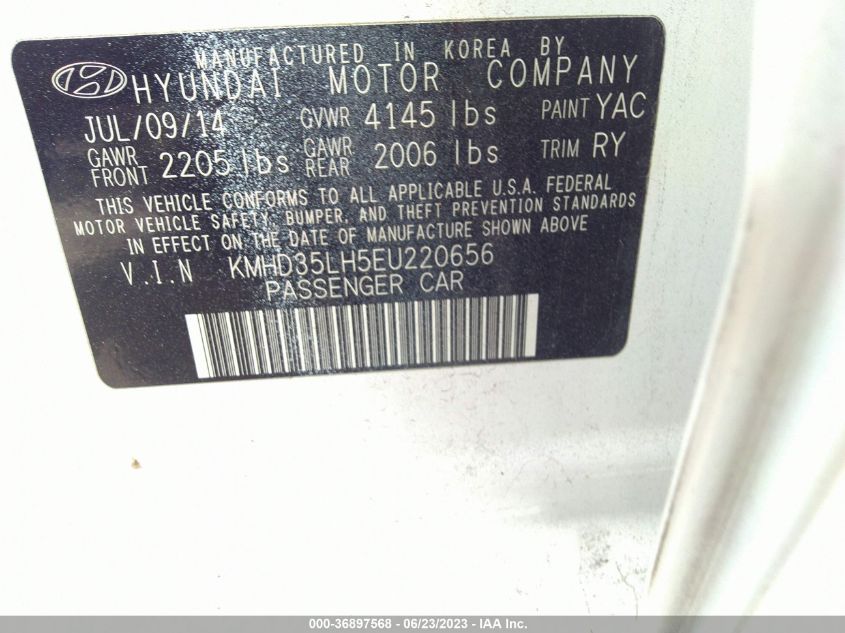 MANUFACTURED IN KOREA BY
HYUNDAI MOTOR COMPANY
JUL/09/14 GVWR 4145 lbs PAINT YAC
GAWR FRONT 2205 lbs GAWR REAR 2006 lbs TRIM RY
THIS VEHICLE CONFORMS TO ALL APPLICABLE U.S.A. FEDERAL
MOTOR VEHICLE SAFETY, BUMPER, AND THEFT PREVENTION STANDARDS
IN EFFECT ON THE DATE OF MANUFACTURE SHOWN ABOVE
V.I.N KMHD35LH5EU220656
PASSENGER CAR
000-36897568 - 06/23/2023 - IAA Inc.